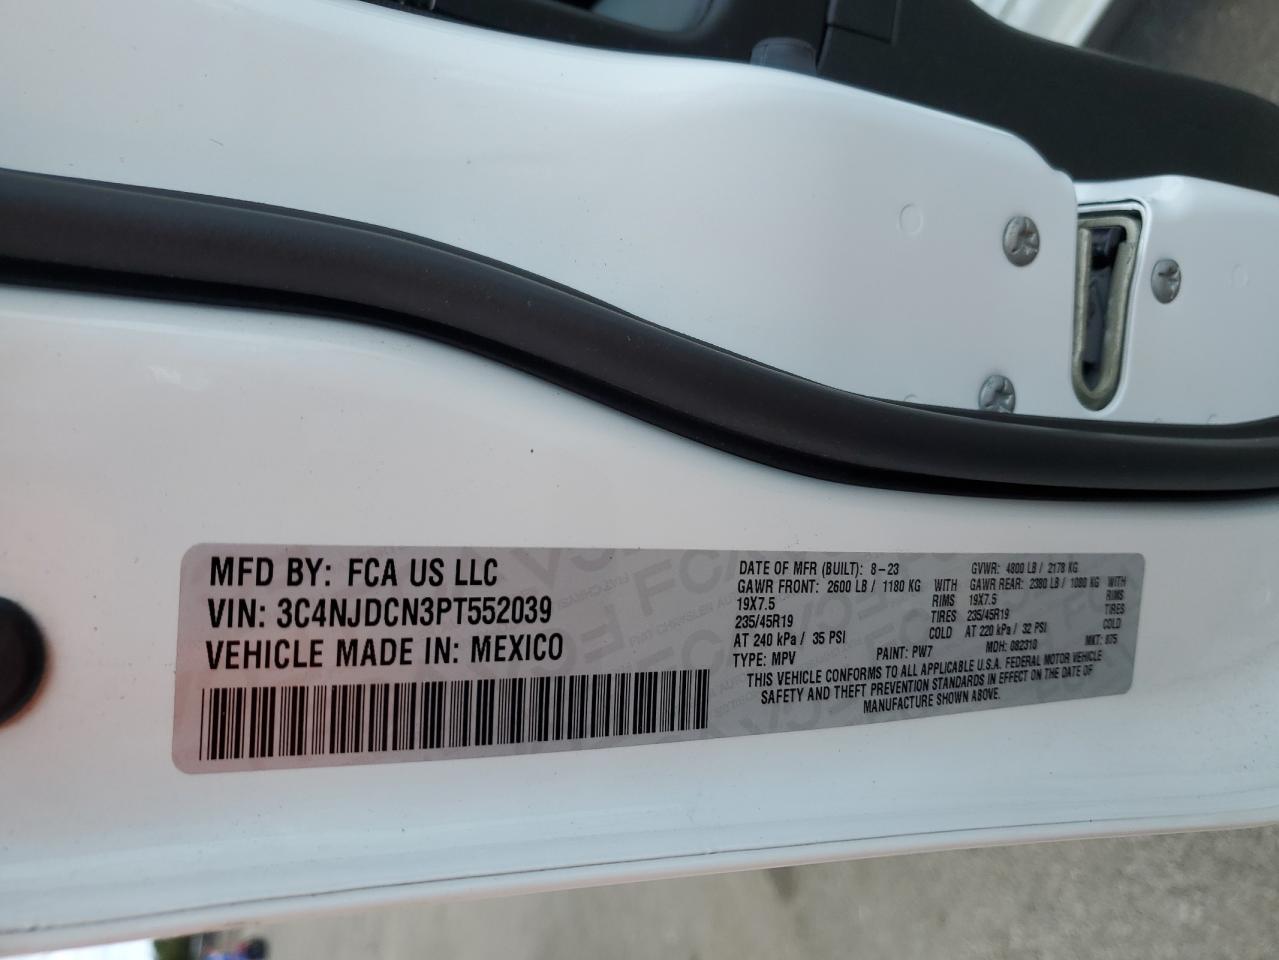 MFD BY: FCA US LLC
VIN: 3C4NJDCN3PT552039
VEHICLE MADE IN: MEXICO
DATE OF MFR (BUILT): 8-23 GVWR: 4800 LB / 2178 KG
GAWR FRONT: 2600 LB / 1180 KG WITH GAWR REAR: 2380 LB / 1080 KG WITH
19X7.5 RIMS 19X7.5 RIMS
235/45R19 TIRES 235/45R19 TIRES
AT 240 kPa / 35 PSI COLD AT 220 kPa / 32 PSI COLD
TYPE: MPV PAINT: PW7 MDH: 082310 MKT: 875
THIS VEHICLE CONFORMS TO ALL APPLICABLE U.S.A. FEDERAL MOTOR VEHICLE
SAFETY AND THEFT PREVENTION STANDARDS IN EFFECT ON THE DATE OF
MANUFACTURE SHOWN ABOVE.